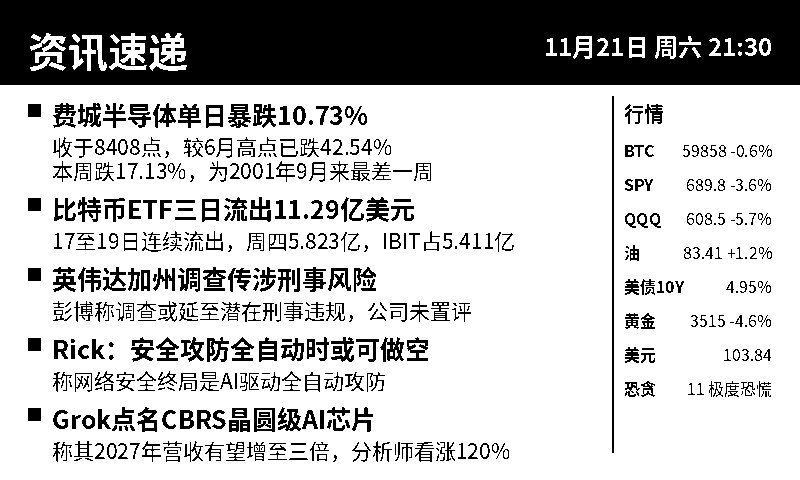 资讯速递
11月21日 周六 21:30
费城半导体单日暴跌10.73%
收于8408点，较6月高点已跌42.54%
本周跌17.13%，为2001年9月来最差一周
比特币ETF三日流出11.29亿美元
17至19日连续流出，周四5.823亿，IBIT占5.411亿
英伟达加州调查传涉刑事风险
彭博称调查或延至潜在刑事违规，公司未置评
Rick：安全攻防全自动时或可做空
称网络安全终局是AI驱动全自动攻防
Grok点名CBRS晶圆级AI芯片
称其2027年营收有望增至三倍，分析师看涨120%
行情
BTC 59858 -0.6%
SPY 689.8 -3.6%
QQQ 608.5 -5.7%
油 83.41 +1.2%
美债10Y 4.95%
黄金 3515 -4.6%
美元 103.84
恐贪 11 极度恐慌